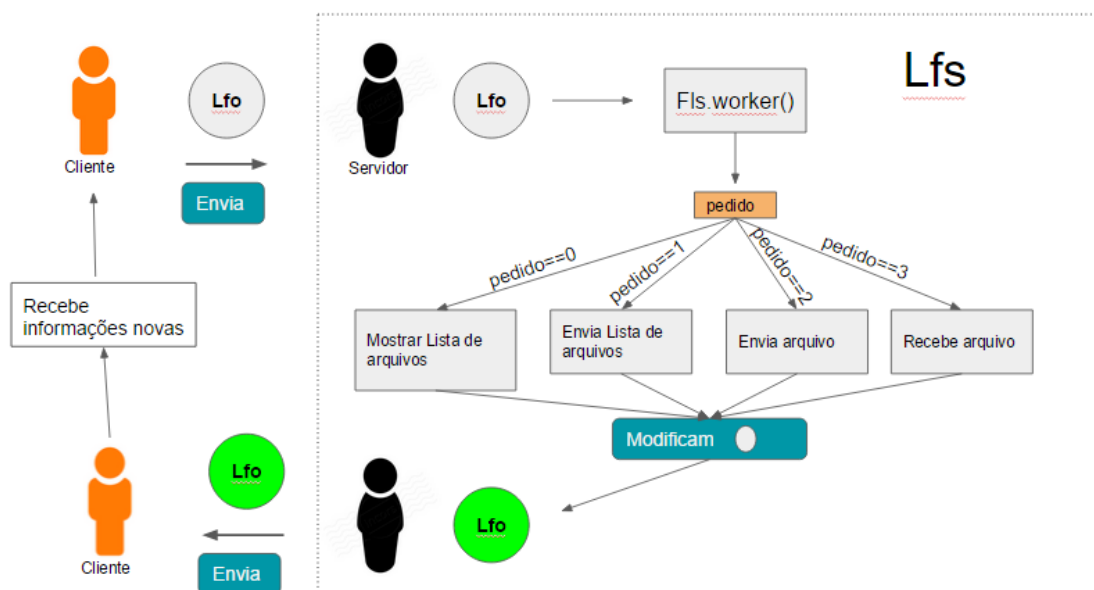 Lfs
Lfo
Cliente
Envia
Servidor
Lfo
Fls.worker()
pedido
pedido==0
pedido==1
pedido==2
pedido==3
Mostrar Lista de
arquivos
Envia Lista de
arquivos
Envia arquivo
Recebe arquivo
Modificam
Lfo
Lfo
Envia
Cliente
Recebe
informações novas